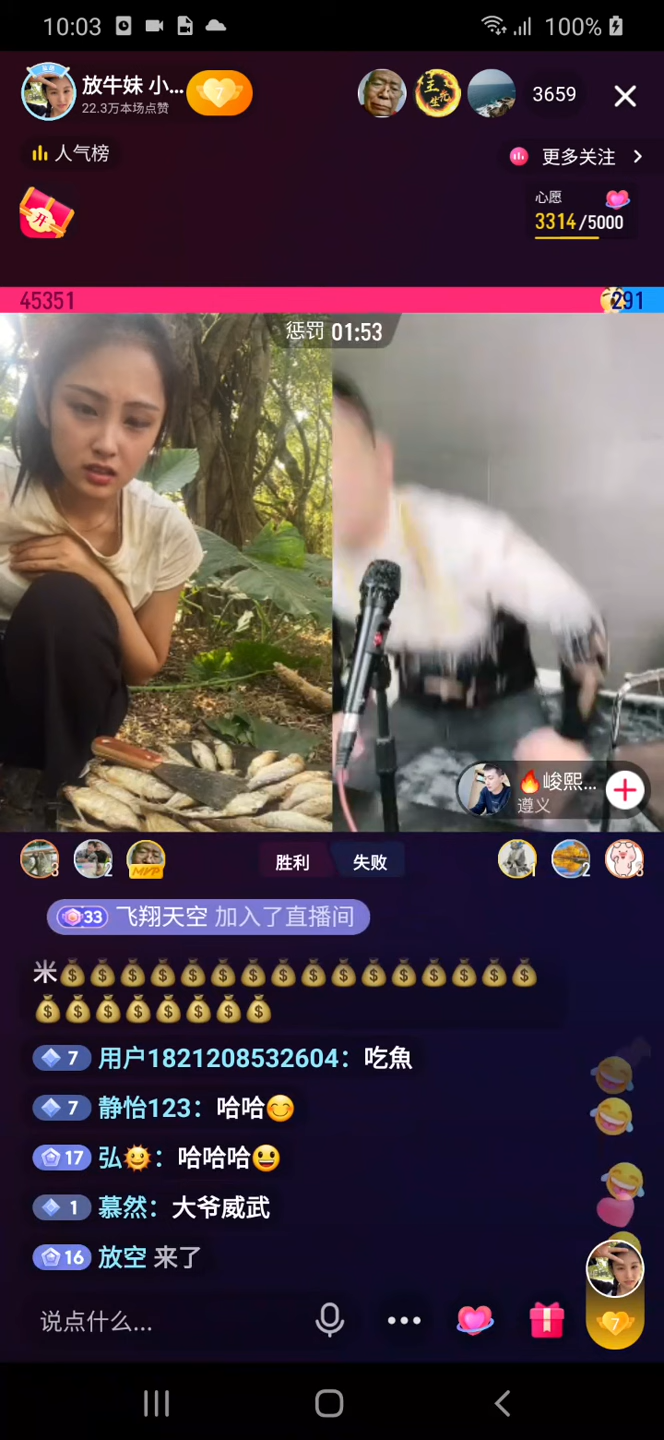 10:03
100%
放牛妹 小...
7
22.3万本场点赞
3659
人气榜
更多关注
开
心愿
3314/5000
45351
291
惩罚 01:53
🔥峻熙...
遵义
3
2
MVP
胜利
失败
1
2
3
33 飞翔天空 加入了直播间
米💰💰💰💰💰💰💰💰💰💰💰💰💰💰💰💰
💰💰💰💰💰💰💰💰
7 用户1821208532604：吃魚
7 静怡123：哈哈😊
17 弘🌞：哈哈哈😃
1 慕然：大爷威武
16 放空 来了
说点什么...
7